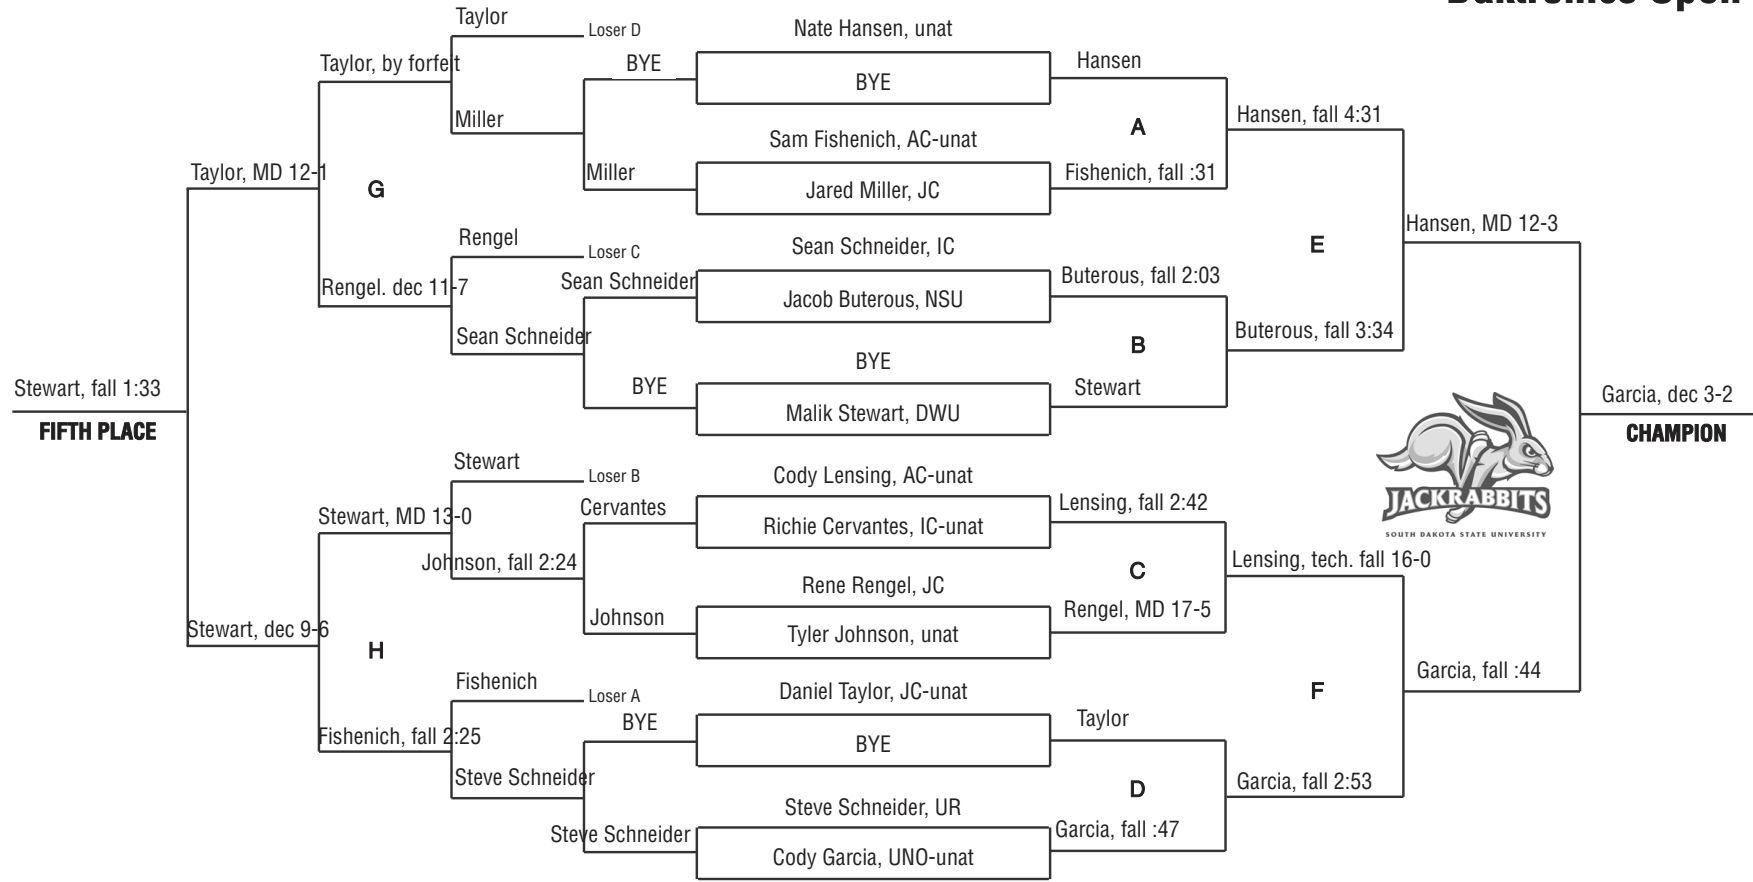 Taylor
Loser D
Nate Hansen, unat
Taylor, by forfeit
BYE
BYE
Hansen
Miller
A
Hansen, fall 4:31
Sam Fishenich, AC-unat
Taylor, MD 12-1
Miller
Jared Miller, JC
Fishenich, fall :31
G
Rengel
Loser C
Sean Schneider, IC
E
Hansen, MD 12-3
Rengel. dec 11-7
Sean Schneider
Jacob Buterous, NSU
Buterous, fall 2:03
Sean Schneider
BYE
B
Buterous, fall 3:34
Stewart, fall 1:33
BYE
Malik Stewart, DWU
Stewart
Garcia, dec 3-2
FIFTH PLACE
CHAMPION
Stewart
Loser B
Cody Lensing, AC-unat
Stewart, MD 13-0
Cervantes
Richie Cervantes, IC-unat
Lensing, fall 2:42
JACKRABBITS
SOUTH DAKOTA STATE UNIVERSITY
Johnson, fall 2:24
Rene Rengel, JC
C
Lensing, tech. fall 16-0
Stewart, dec 9-6
Johnson
Tyler Johnson, unat
Rengel, MD 17-5
H
Fishenich
Loser A
Daniel Taylor, JC-unat
F
Garcia, fall :44
Fishenich, fall 2:25
BYE
BYE
Taylor
Steve Schneider
Steve Schneider, UR
D
Garcia, fall 2:53
Steve Schneider
Cody Garcia, UNO-unat
Garcia, fall :47